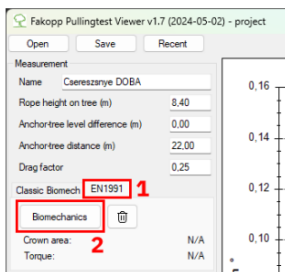 Fakopp Pullingtest Viewer v1.7 (2024-05-02) - project
Open Save Recent
Measurement
Name Cseresznye DOBA
Rope height on tree (m) 8,40
Anchor-tree level difference (m) 0,00
Anchor-tree distance (m) 22,00
Drag factor 0,25
Classic Biomech EN1991 1
Biomechanics
2
Crown area: N/A
Torque: N/A
0,16
0,14
0,12
0,10